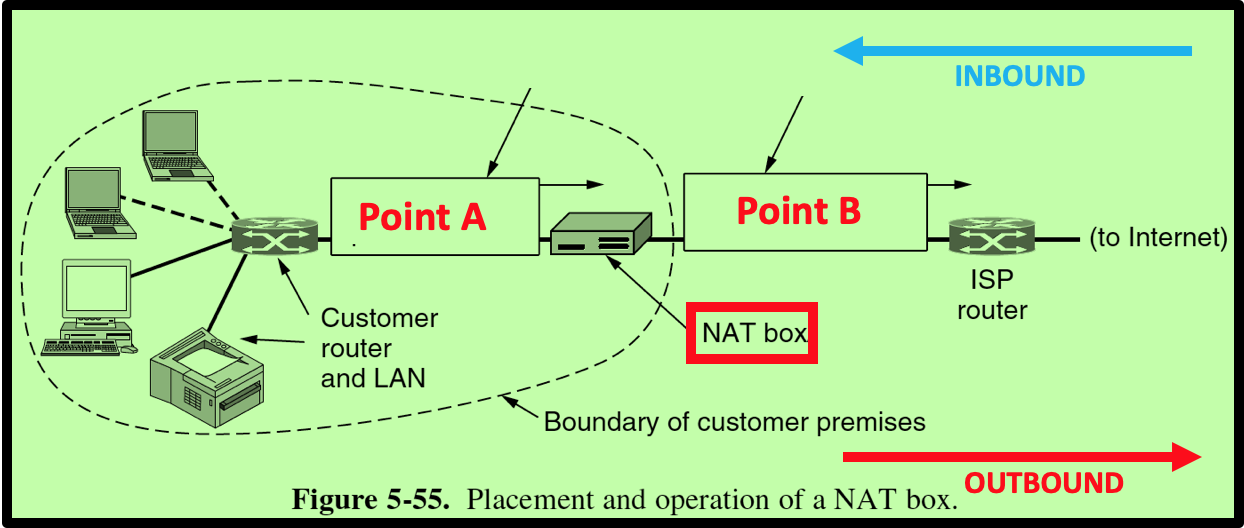 INBOUND
Point A
Point B
(to Internet)
ISP
router
Customer
router
and LAN
NAT box
Boundary of customer premises
OUTBOUND
Figure 5-55. Placement and operation of a NAT box.